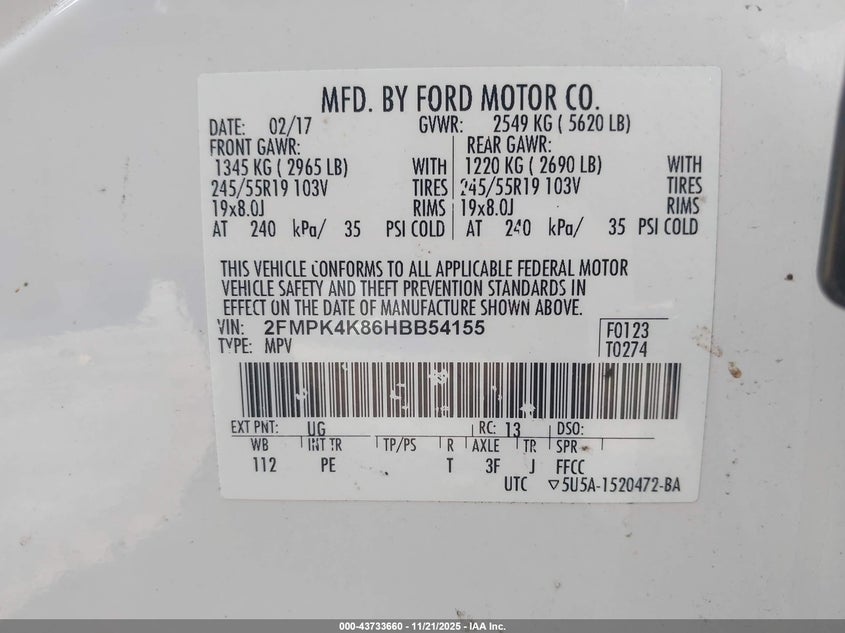 MFD. BY FORD MOTOR CO.
DATE: 02/17 GVWR: 2549 KG ( 5620 LB)
FRONT GAWR: REAR GAWR:
1345 KG ( 2965 LB) WITH 1220 KG ( 2690 LB) WITH
245/55R19 103V TIRES 245/55R19 103V TIRES
19x8.0J RIMS 19x8.0J RIMS
AT 240 kPa/ 35 PSI COLD AT 240 kPa/ 35 PSI COLD
THIS VEHICLE CONFORMS TO ALL APPLICABLE FEDERAL MOTOR
VEHICLE SAFETY AND THEFT PREVENTION STANDARDS IN
EFFECT ON THE DATE OF MANUFACTURE SHOWN ABOVE.
VIN: 2FMPK4K86HBB54155 F0123
TYPE: MPV T0274
EXT PNT: UG RC: 13 DSO:
WB INT TR TP/PS R AXLE TR SPR
112 PE T 3F J FFCC
UTC ▽5U5A-1520472-BA
000-43733660 - 11/21/2025 - IAA Inc.